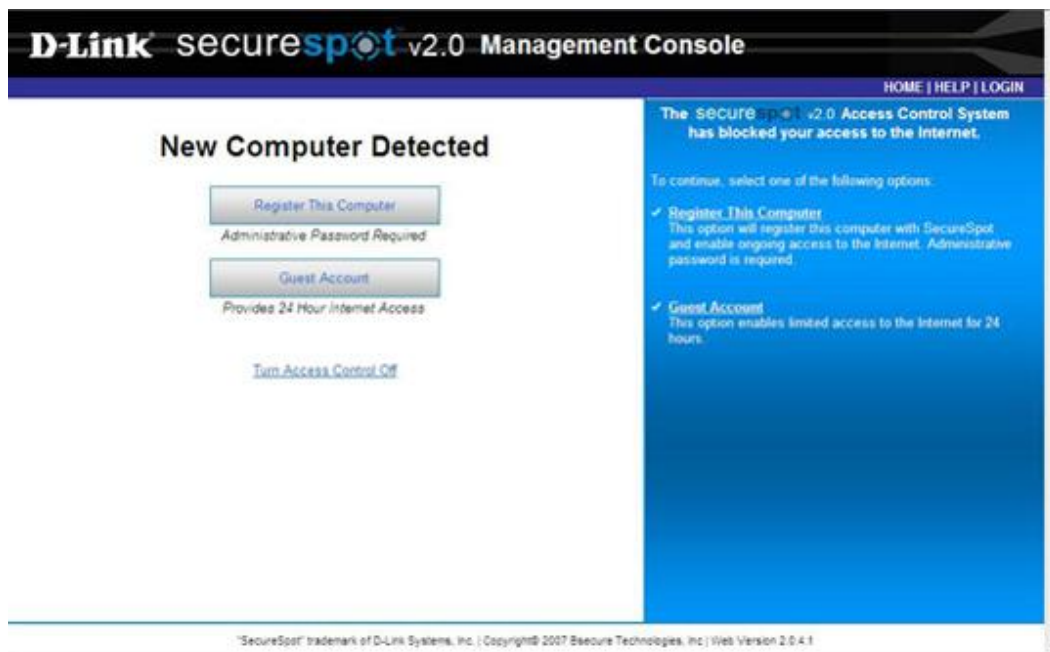 D-Link securespot v2.0 Management Console
HOME | HELP | LOGIN
New Computer Detected
Register This Computer
Administrative Password Required
Guest Account
Provides 24 Hour Internet Access
Turn Access Control Off
The securespot v2.0 Access Control System
has blocked your access to the Internet.
To continue, select one of the following options:
Register This Computer
This option will register this computer with SecureSpot
and enable ongoing access to the Internet. Administrative
password is required.
Guest Account
This option enables limited access to the Internet for 24
hours.
"SecureSpot" trademark of D-Link Systems, Inc. | Copyright© 2007 Bsecure Technologies, Inc | Web Version 2.0.4.1